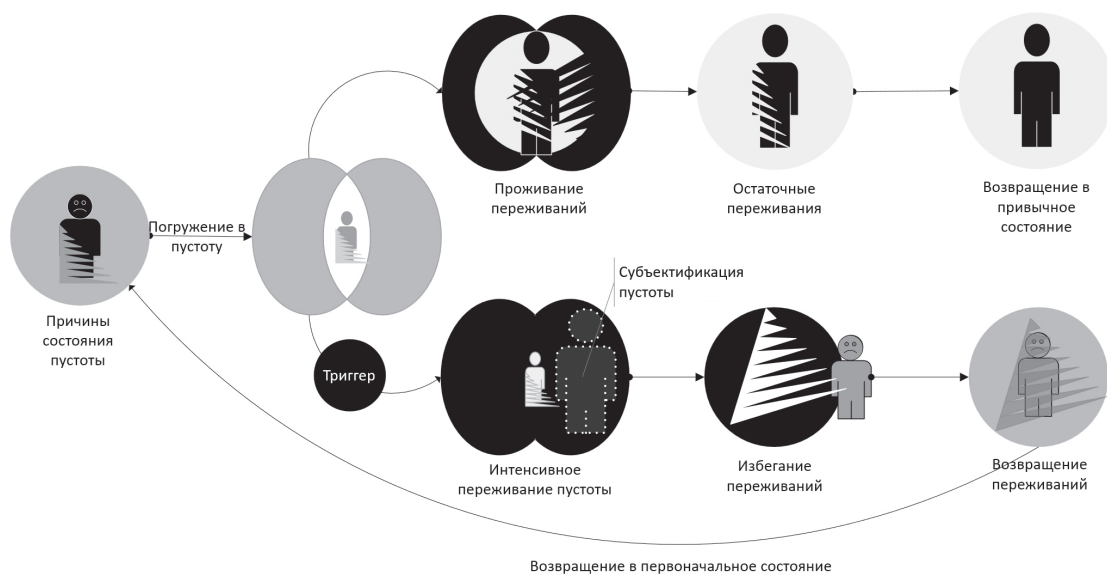 Проживание
переживаний
Остаточные
переживания
Возвращение в
привычное
состояние
Погружение в
пустоту
Причины
состояния
пустоты
Субъектификация
пустоты
Триггер
Интенсивное
переживание пустоты
Избегание
переживаний
Возвращение
переживаний
Возвращение в первоначальное состояние